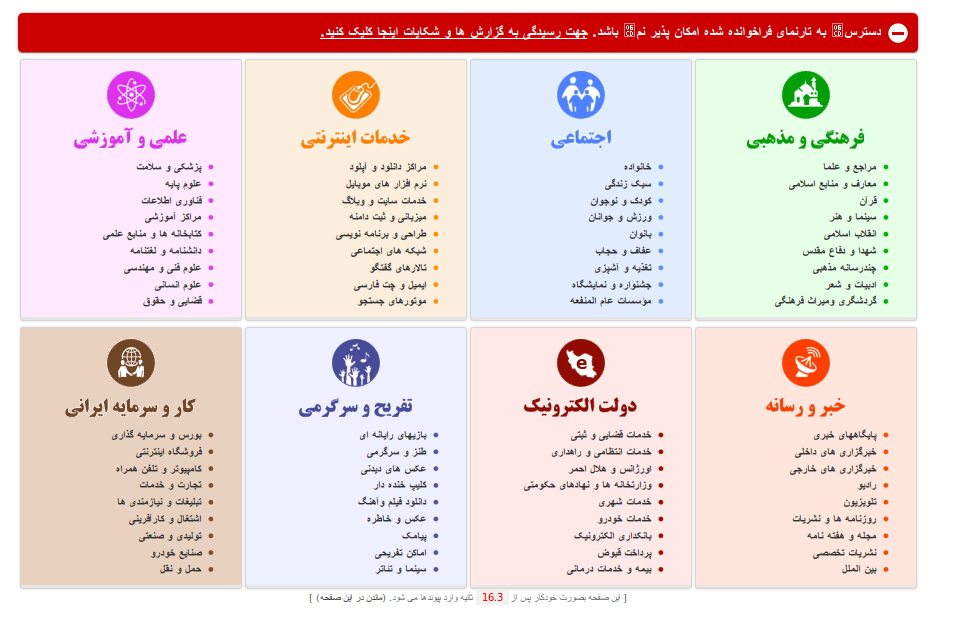 دسترسی به تارنمای فراخوانده شده امکان پذیر نمی باشد. جهت رسیدگی به گزارش ها و شکایات اینجا کلیک کنید.
فرهنگی و مذهبی
مراجع و علما
معارف و منابع اسلامی
قرآن
سینما و هنر
انقلاب اسلامی
شهدا و دفاع مقدس
چندرسانه مذهبی
ادبیات و شعر
گردشگری ومیراث فرهنگی
اجتماعی
خانواده
سبک زندگی
کودک و نوجوان
ورزش و جوانان
بانوان
عفاف و حجاب
تغذیه و آشپزی
جشنواره و نمایشگاه
مؤسسات عام المنفعه
خدمات اینترنتی
مراکز دانلود و آپلود
نرم افزار های موبایل
خدمات سایت و وبلاگ
میزبانی و ثبت دامنه
طراحی و برنامه نویسی
شبکه های اجتماعی
تالارهای گفتگو
ایمیل و چت فارسی
موتورهای جستجو
علمی و آموزشی
پزشکی و سلامت
علوم پایه
فناوری اطلاعات
مراکز آموزشی
کتابخانه ها و منابع علمی
دانشنامه و لغتنامه
علوم فنی و مهندسی
علوم انسانی
قضایی و حقوق
خبر و رسانه
پایگاههای خبری
خبرگزاری های داخلی
خبرگزاری های خارجی
رادیو
تلویزیون
روزنامه ها و نشریات
مجله و هفته نامه
نشریات تخصصی
بین الملل
e
دولت الکترونیک
خدمات قضایی و ثبتی
خدمات انتظامی و راهداری
اورژانس و هلال احمر
وزارتخانه ها و نهادهای حکومتی
خدمات شهری
خدمات خودرو
بانکداری الکترونیک
پرداخت قبوض
بیمه و خدمات درمانی
تفریح و سرگرمی
بازیهای رایانه ای
طنز و سرگرمی
عکس های دیدنی
کلیپ خنده دار
دانلود فیلم وآهنگ
عکس و خاطره
پیامک
اماکن تفریحی
سینما و تئاتر
کار و سرمایه ایرانی
بورس و سرمایه گذاری
فروشگاه اینترنتی
کامپیوتر و تلفن همراه
تجارت و خدمات
تبلیغات و نیازمندی ها
اشتغال و کارآفرینی
تولیدی و صنعتی
صنایع خودرو
حمل و نقل
[ این صفحه بصورت خودکار پس از 16.3 ثانیه وارد پیوندها می شود. (ماندن در این صفحه) ]